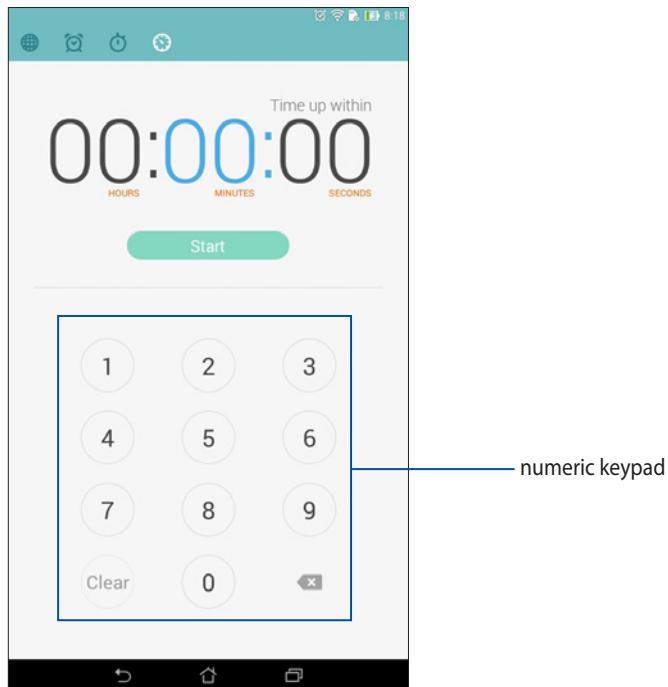 8:18
Time up within
00:00:00
HOURS MINUTES SECONDS
Start
1 2 3
4 5 6
numeric keypad
7 8 9
Clear 0